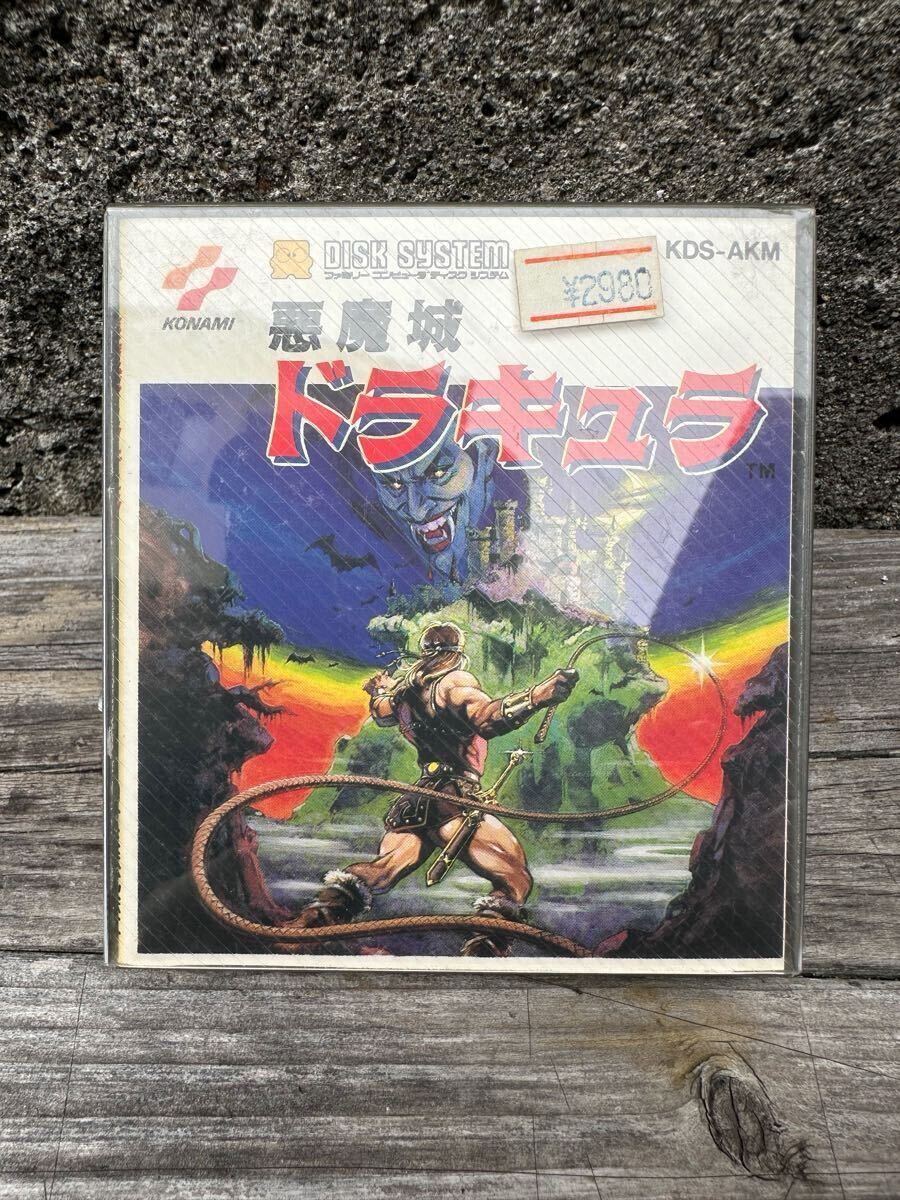 DISK SYSTEM
ファミリー コンピュータ ディスク システム
¥2980
KDS-AKM
KONAMI
悪魔城
ドラキュラ
TM